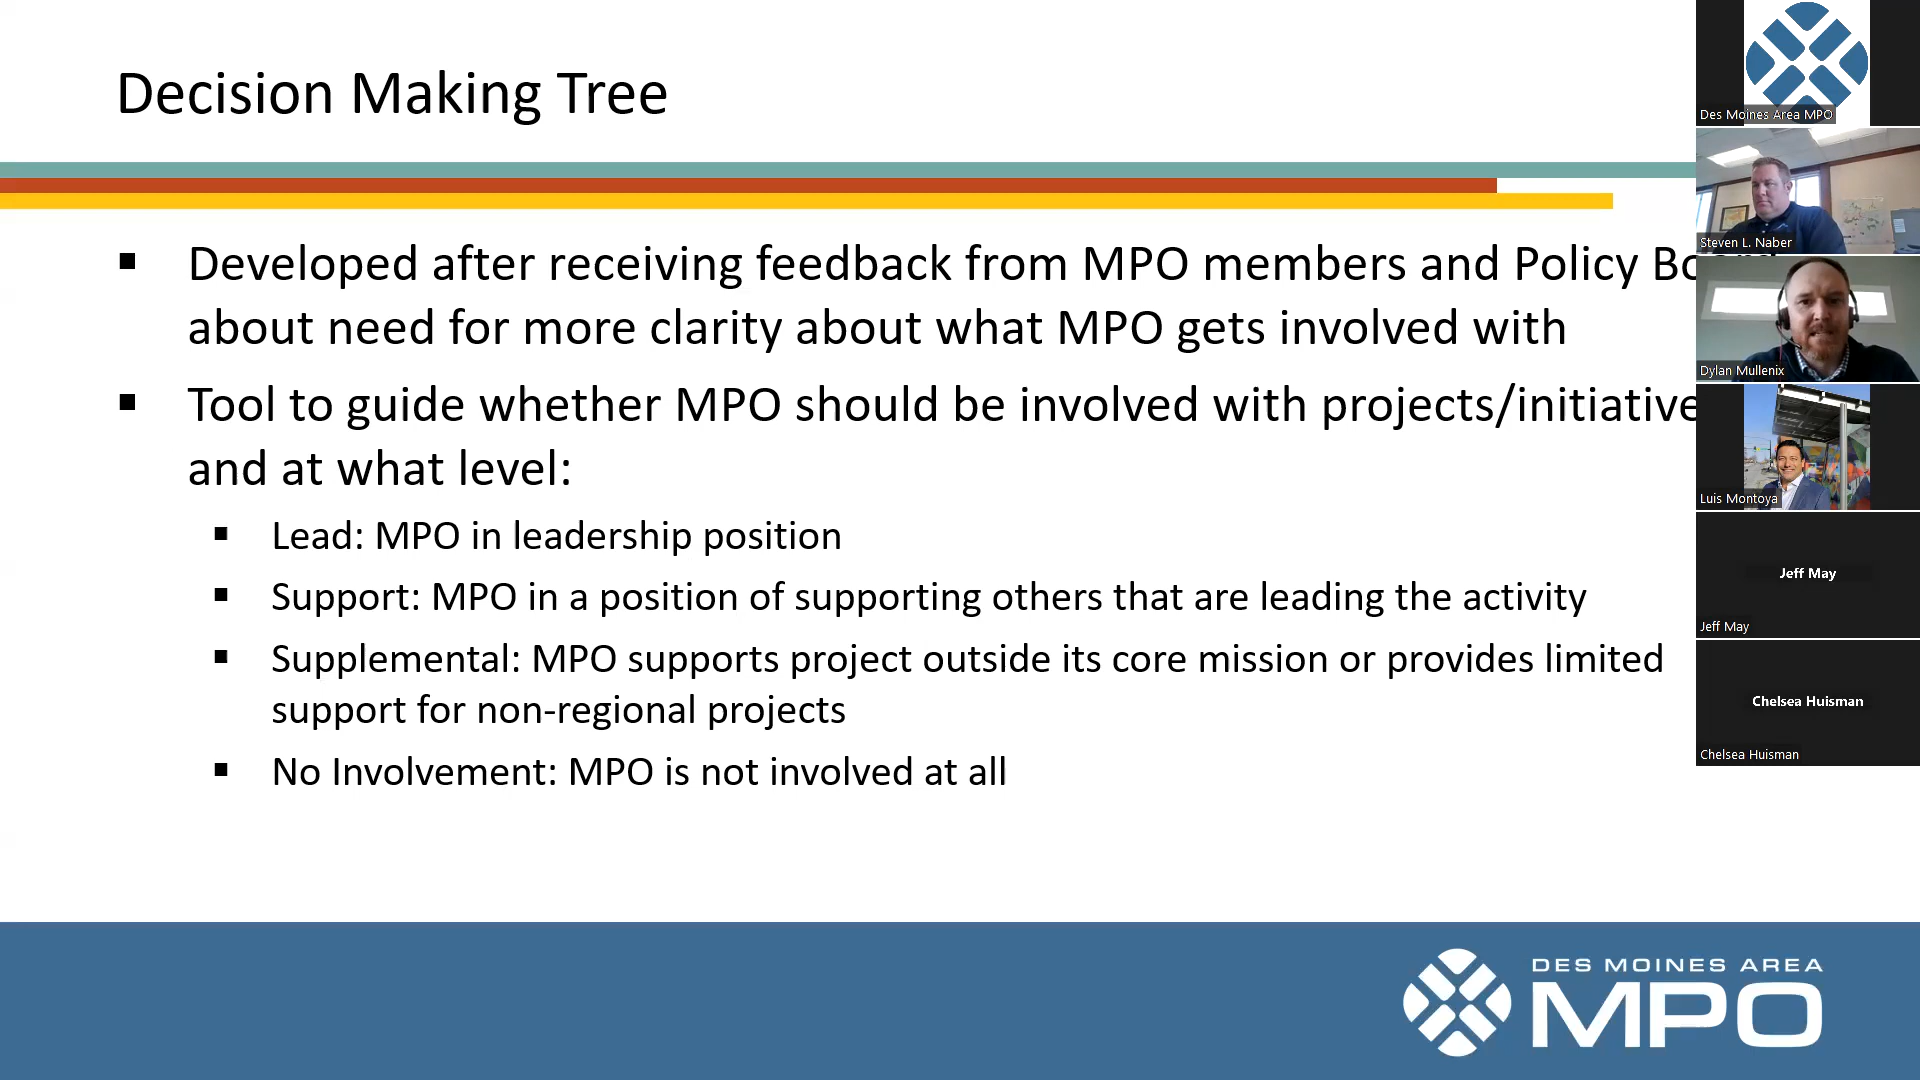 Decision Making Tree
Developed after receiving feedback from MPO members and Policy Board
about need for more clarity about what MPO gets involved with
Tool to guide whether MPO should be involved with projects/initiative
and at what level:
Lead: MPO in leadership position
Support: MPO in a position of supporting others that are leading the activity
Supplemental: MPO supports project outside its core mission or provides limited
support for non-regional projects
No Involvement: MPO is not involved at all
DES MOINES AREA
MPO
Des Moines Area MPO
Steven L. Naber
Dylan Mullenix
Luis Montoya
Jeff May
Jeff May
Chelsea Huisman
Chelsea Huisman